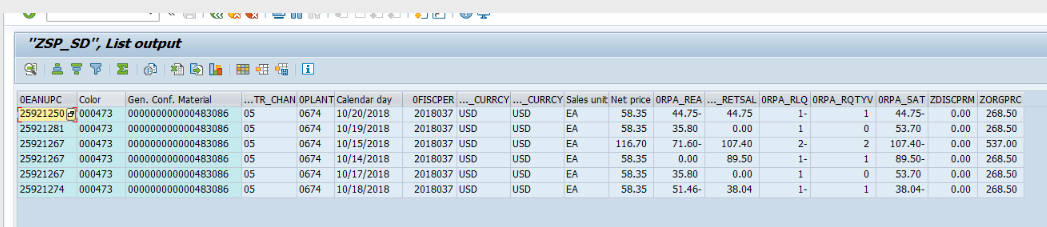 "ZSP_SD", List output
0EANUPC Color Gen. Conf. Material ...TR_CHAN 0PLANT Calendar day 0FISCPER ..._CURRCY ..._CURRCY Sales unit Net price 0RPA_REA ..._RETSAL 0RPA_RLQ 0RPA_RQTYV 0RPA_SAT ZDISCPRM ZORGPRC
25921250 000473 000000000000483086 05 0674 10/20/2018 2018037 USD USD EA 58.35 44.75- 44.75 1- 1 44.75- 0.00 268.50
25921281 000473 000000000000483086 05 0674 10/19/2018 2018037 USD USD EA 58.35 35.80 0.00 1 0 53.70 0.00 268.50
25921267 000473 000000000000483086 05 0674 10/15/2018 2018037 USD USD EA 116.70 71.60- 107.40 2- 2 107.40- 0.00 537.00
25921267 000473 000000000000483086 05 0674 10/14/2018 2018037 USD USD EA 58.35 0.00 89.50 1- 1 89.50- 0.00 268.50
25921267 000473 000000000000483086 05 0674 10/17/2018 2018037 USD USD EA 58.35 35.80 0.00 1 0 53.70 0.00 268.50
25921274 000473 000000000000483086 05 0674 10/18/2018 2018037 USD USD EA 58.35 51.46- 38.04 1- 1 38.04- 0.00 268.50